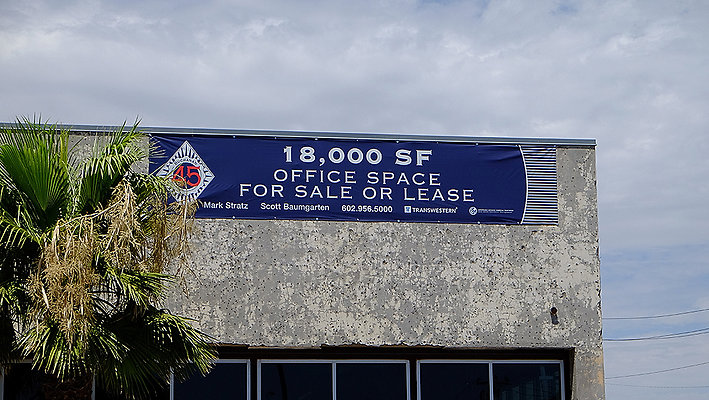 45
18,000 SF
OFFICE SPACE
FOR SALE OR LEASE
Mark Stratz Scott Baumgarten 602.956.5000 TRANSWESTERN